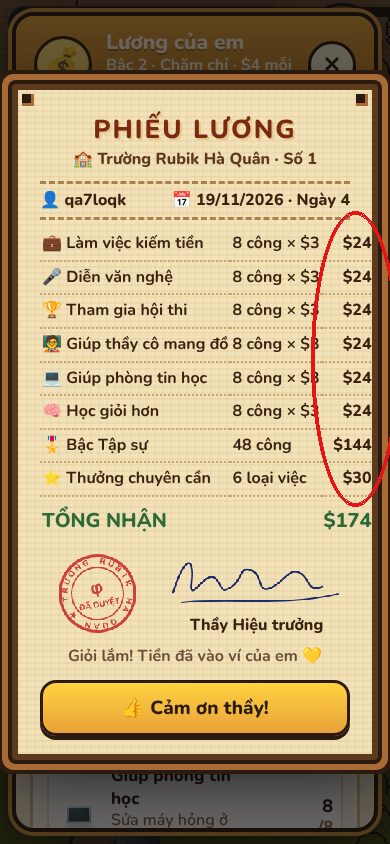 Lương của em
Bậc 2 · Chăm chỉ · $4 mỗi
PHIẾU LƯƠNG
Trường Rubik Hà Quân · Số 1
qa7loqk 19/11/2026 · Ngày 4
Làm việc kiếm tiền 8 công × $3 $24
Diễn văn nghệ 8 công × $3 $24
Tham gia hội thi 8 công × $3 $24
Giúp thầy cô mang đồ 8 công × $3 $24
Giúp phòng tin học 8 công × $3 $24
Học giỏi hơn 8 công × $3 $24
Bậc Tập sự 48 công $144
Thưởng chuyên cần 6 loại việc $30
TỔNG NHẬN $174
TRƯỜNG RUBIK HÀ QUÂN
φ
ĐÃ DUYỆT
Thầy Hiệu trưởng
Giỏi lắm! Tiền đã vào ví của em
Cảm ơn thầy!
Giúp phòng tin
học
Sửa máy hỏng ở
8
/8